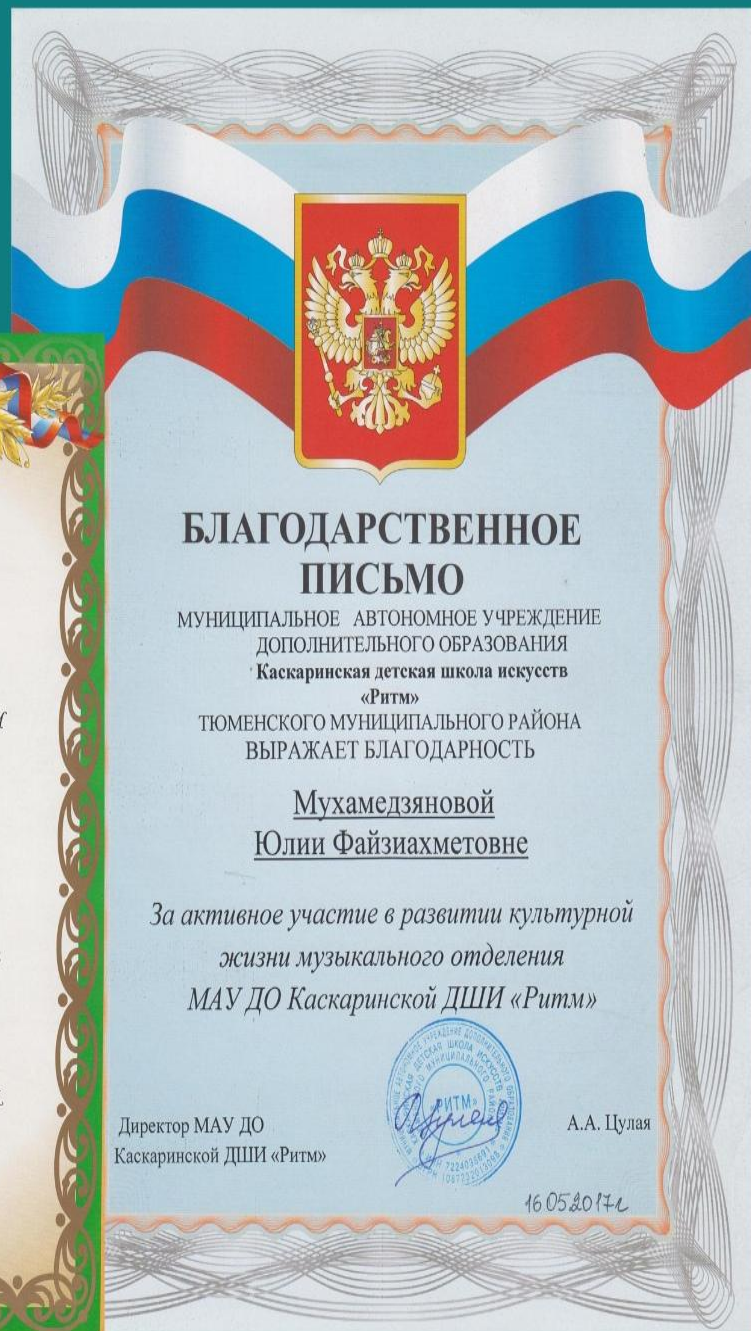 БЛАГОДАРСТВЕННОЕ
ПИСЬМО
МУНИЦИПАЛЬНОЕ АВТОНОМНОЕ УЧРЕЖДЕНИЕ
ДОПОЛНИТЕЛЬНОГО ОБРАЗОВАНИЯ
Каскаринская детская школа искусств
«Ритм»
ТЮМЕНСКОГО МУНИЦИПАЛЬНОГО РАЙОНА
ВЫРАЖАЕТ БЛАГОДАРНОСТЬ
Мухамедзяновой
Юлии Файзиахметовне
За активное участие в развитии культурной
жизни музыкального отделения
МАУ ДО Каскаринской ДШИ «Ритм»
РИТМ»
Директор МАУ ДО
Каскаринской ДШИ «Ритм»
А.А. Цулая
16.05.2017г